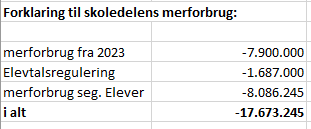 Forklaring til skoledelens merforbrug:
merforbrug fra 2023 -7.900.000
Elevtalsregulering -1.687.000
merforbrug seg. Elever -8.086.245
i alt -17.673.245